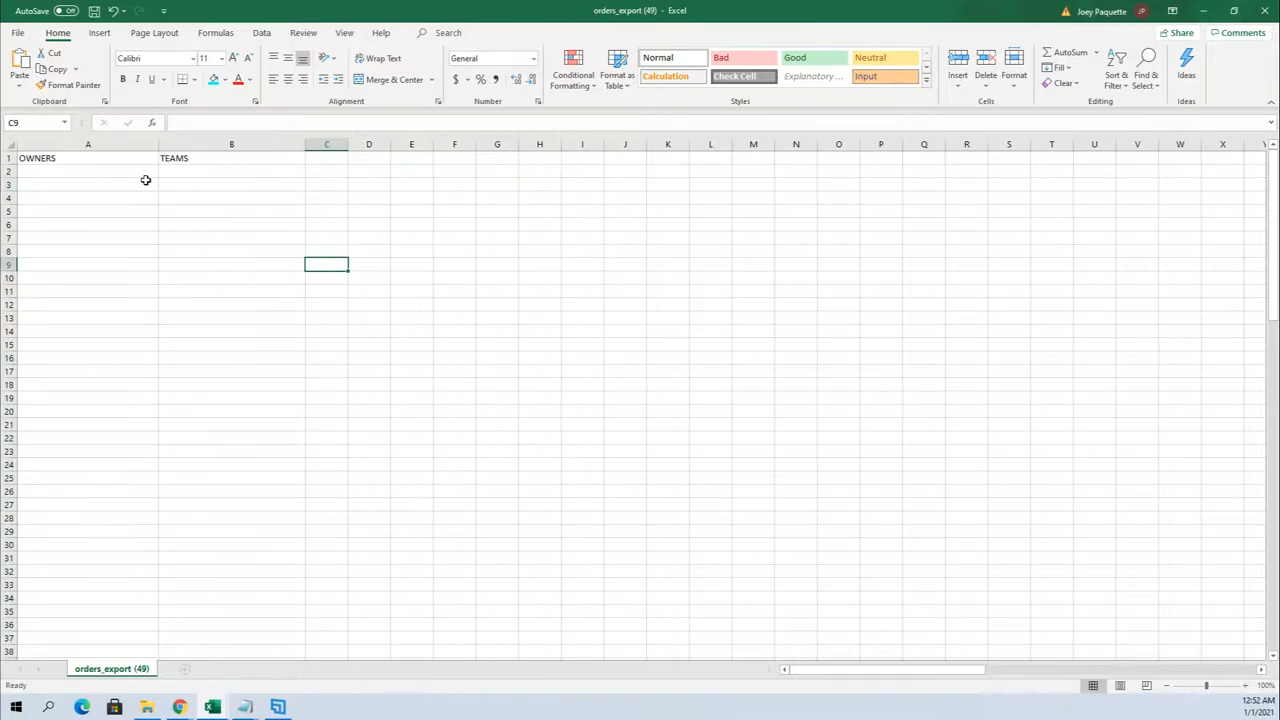 AutoSave Off
orders_export (49) - Excel
Joey Paquette JP
File Home Insert Page Layout Formulas Data Review View Help Search
Share Comments
Paste
Cut
Copy
Format Painter
Clipboard
Calibri 11
B I U
Font
Wrap Text
Merge & Center
Alignment
General
$ % 9
Number
Conditional Formatting
Format as Table
Normal Bad Good Neutral
Calculation Check Cell Explanatory ... Input
Styles
Insert Delete Format
Cells
AutoSum
Fill
Clear
Sort & Filter
Find & Select
Editing
Ideas
Ideas
C9 fx
A B C D E F G H I J K L M N O P Q R S T U V W X Y
1 OWNERS TEAMS
2
3
4
5
6
7
8
9
10
11
12
13
14
15
16
17
18
19
20
21
22
23
24
25
26
27
28
29
30
31
32
33
34
35
36
37
38
orders_export (49)
Ready
100%
12:52 AM
1/1/2021